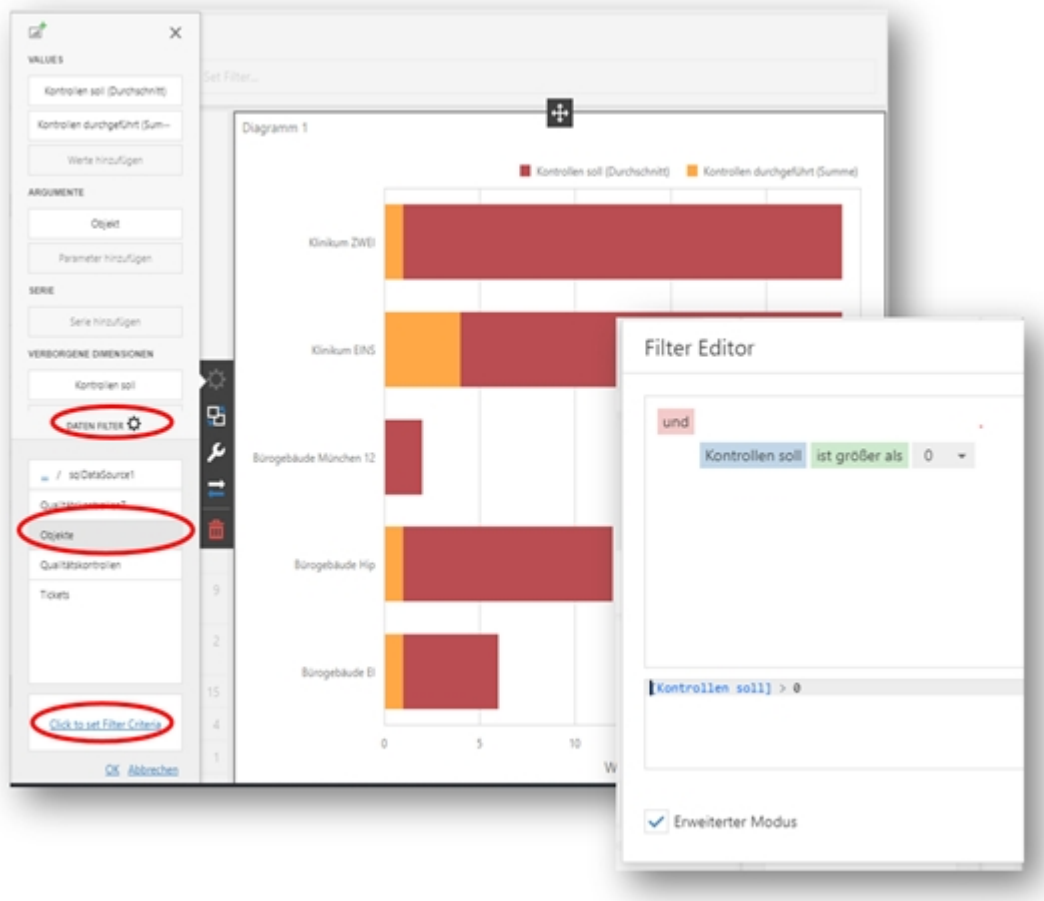 VALUES
Kontrollen soll (Durchschnitt)
Kontrollen durchgeführt (Sum--
Werte hinzufügen
ARGUMENTE
Objekt
Parameter hinzufügen
SERIE
Serie hinzufügen
VERBORGENE DIMENSIONEN
Kontrollen soll
DATEN FILTER
/ sqlDataSource1
Objekte
Qualitätskontrollen
Tickets
Click to set Filter Criteria
OK Abbrechen
Set Filter...
9
2
15
4
1
Diagramm 1
Kontrollen soll (Durchschnitt) Kontrollen durchgeführt (Summe)
Klinikum ZWEI
Klinikum EINS
Bürogebäude München 12
Bürogebäude Hip
Bürogebäude El
0 5 10
W
Filter Editor
und
Kontrollen soll ist größer als 0
[Kontrollen soll] > 0
Erweiterter Modus